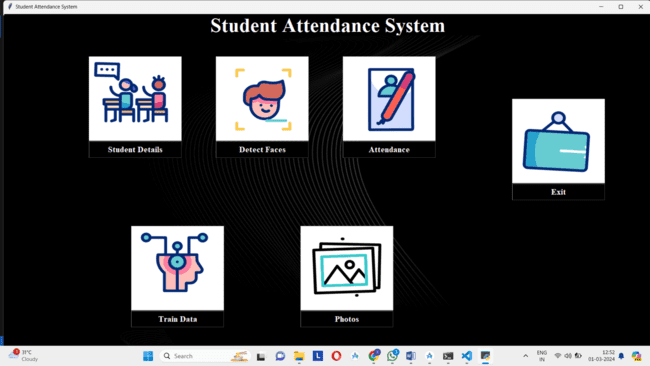 Student Attendance System
Student Attendance System
Student Details
Detect Faces
Attendance
Exit
Train Data
Photos
31°C
Cloudy
Search
ENG
IN
12:52
01-03-2024